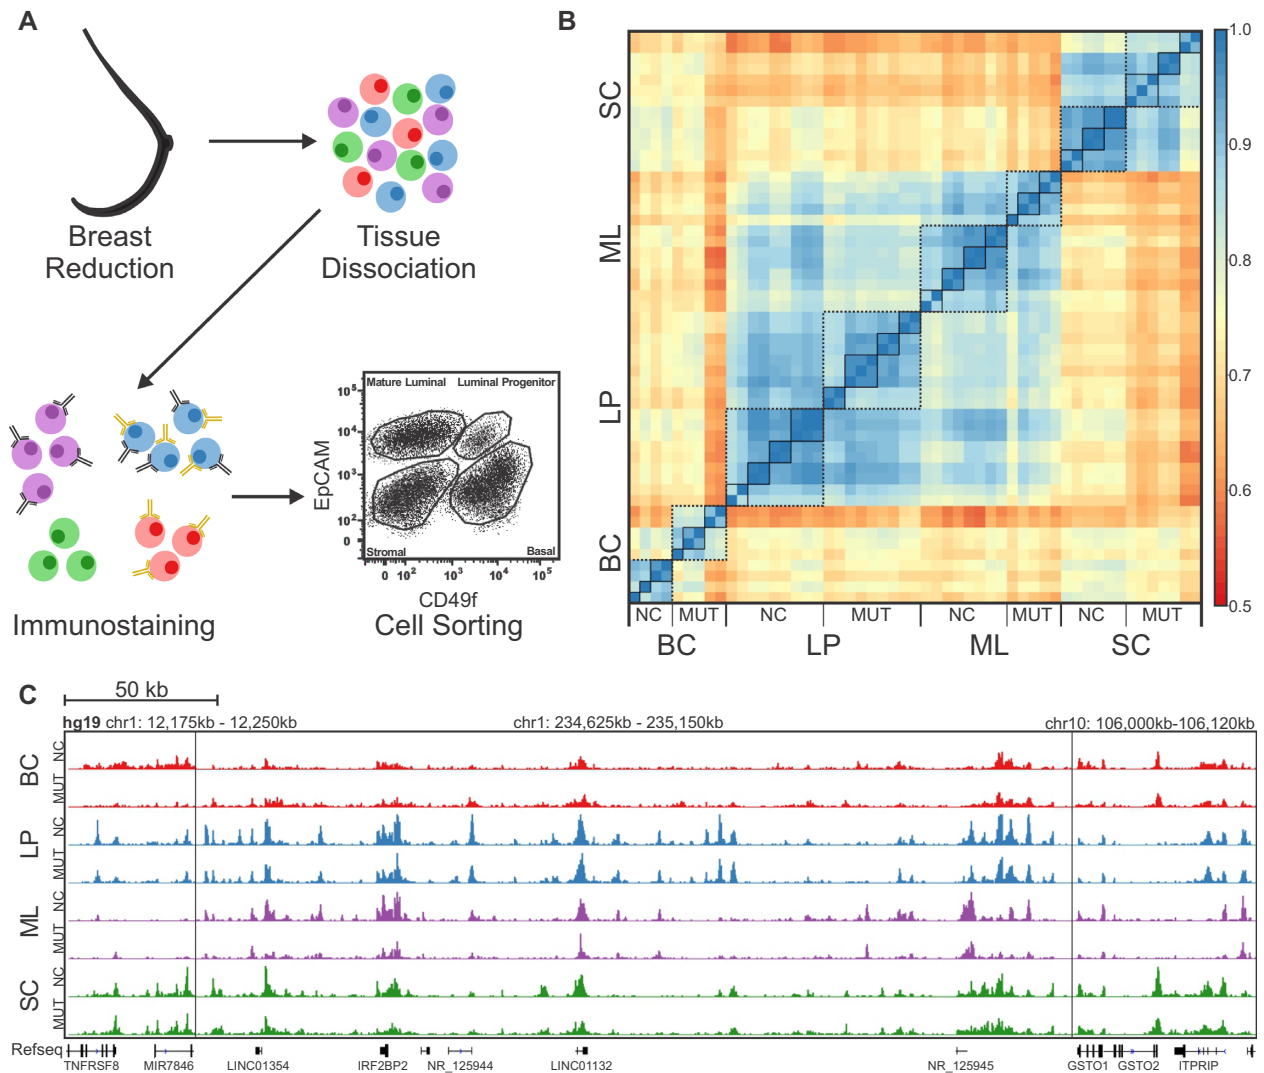 A
Breast
Reduction
Tissue
Dissociation
Immunostaining
Mature Luminal Luminal Progenitor
Stromal Basal
EpCAM
10⁵
10⁴
10³
10²
0
0 10² 10³ 10⁴ 10⁵
CD49f
Cell Sorting
B
SC
ML
LP
BC
NC MUT NC MUT NC MUT NC MUT
BC LP ML SC
1.0
0.9
0.8
0.7
0.6
0.5
C
50 kb
hg19 chr1: 12,175kb - 12,250kb chr1: 234,625kb - 235,150kb chr10: 106,000kb-106,120kb
BC NC MUT
LP NC MUT
ML NC MUT
SC NC MUT
Refseq
TNFRSF8 MIR7846 LINC01354 IRF2BP2 NR_125944 LINC01132 NR_125945 GSTO1 GSTO2 ITPRIP